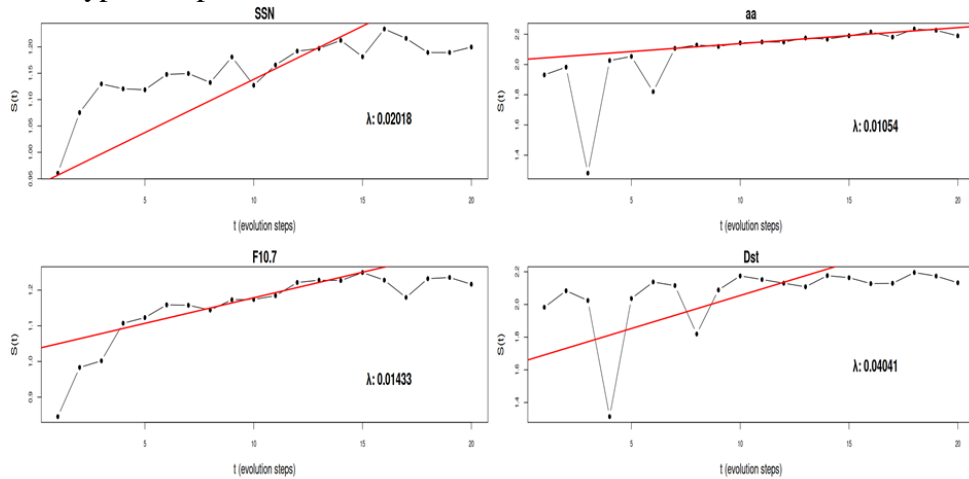 SSN
S(t)
0.95 1.00 1.05 1.10 1.15 1.20
λ: 0.02018
5 10 15 20
t (evolution steps)
aa
S(t)
1.4 1.6 1.8 2.0 2.2
λ: 0.01054
5 10 15 20
t (evolution steps)
F10.7
S(t)
0.9 1.0 1.1 1.2
λ: 0.01433
5 10 15 20
t (evolution steps)
Dst
S(t)
1.4 1.6 1.8 2.0 2.2
λ: 0.04041
5 10 15 20
t (evolution steps)